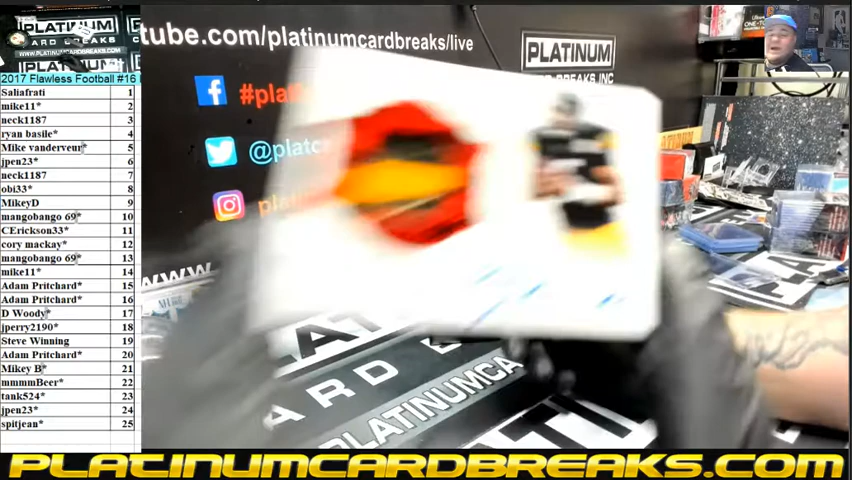 PLATINUM
CARD BREAKS
WWW.PLATINUMCARDBREAKS.COM
tube.com/platinumcardbreaks/live
PLATINUM
BREAKS INC
#plat
@platc
2017 Flawless Football #16
Saliafrati 1
mike11* 2
neck1187 3
ryan basile* 4
Mike vanderveur* 5
jpen23* 6
neck1187 7
obi33* 8
MikeyD 9
mangobango 69* 10
CErickson33* 11
cory mackay* 12
mangobango 69* 13
mike11* 14
Adam Pritchard* 15
Adam Pritchard* 16
D Woody* 17
jperry2190* 18
Steve Winning 19
Adam Pritchard* 20
Mikey B* 21
mmmmBeer* 22
tank524* 23
jpen23* 24
spitjean* 25
www
CARD
PLATINUMCA
PLATINUMCARDBREAKS.COM